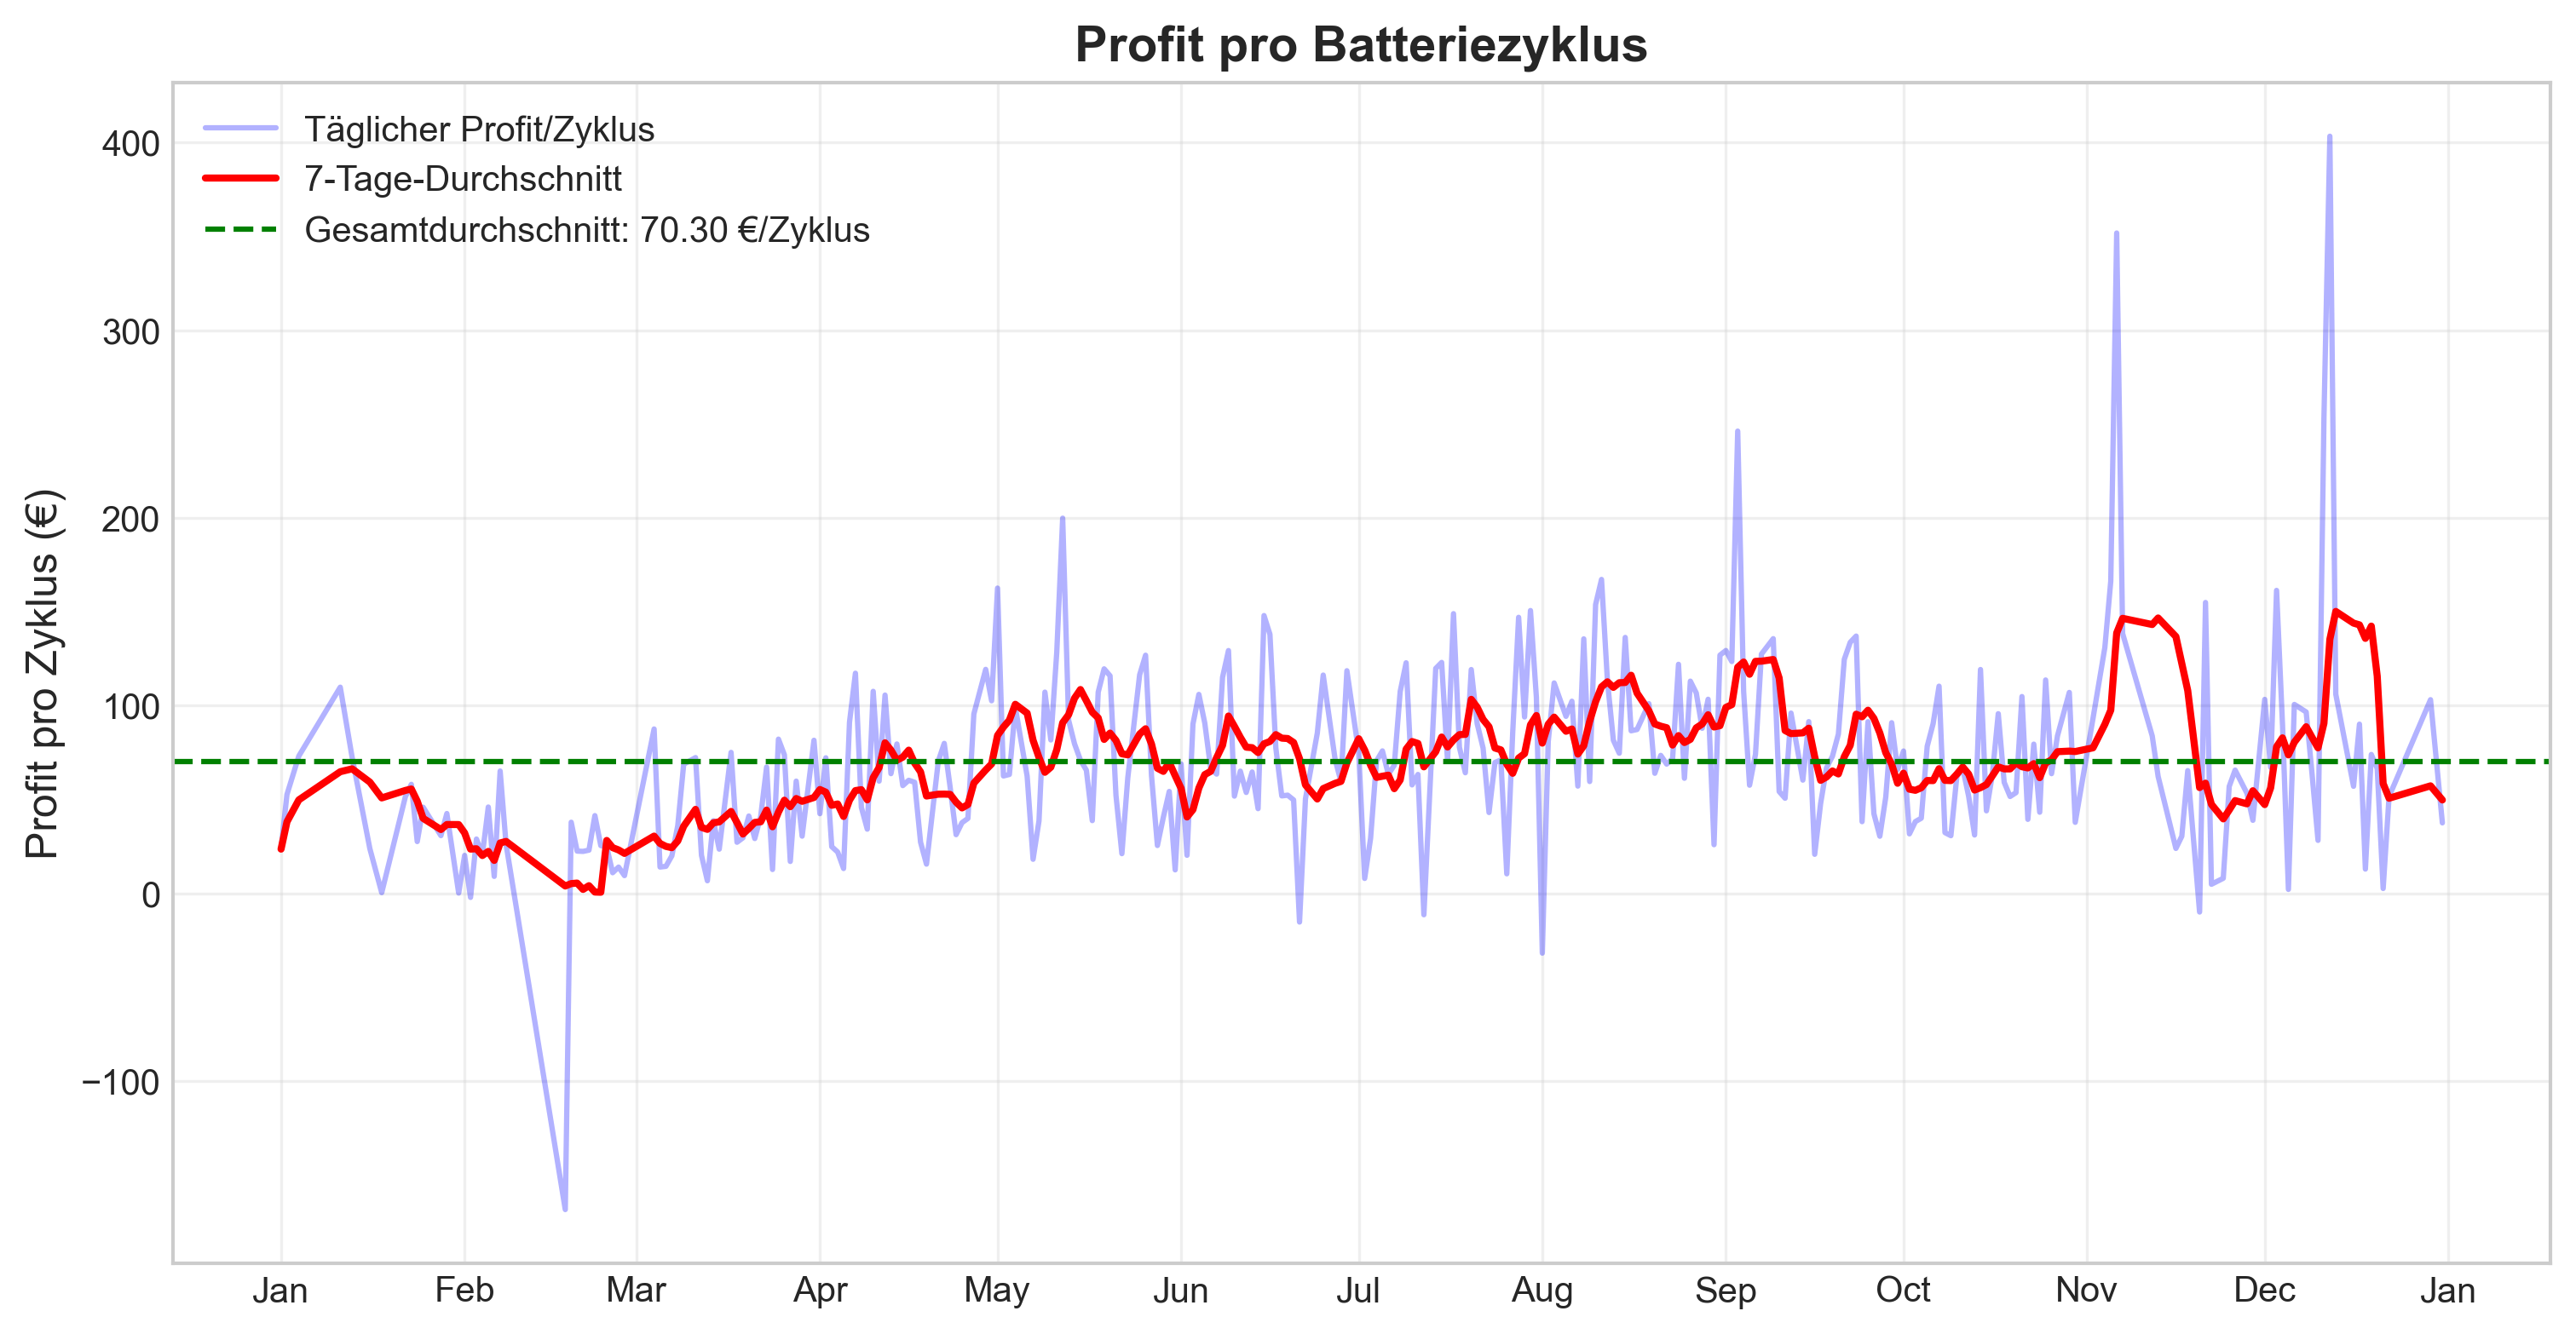 Profit pro Batteriezyklus
Täglicher Profit/Zyklus
7-Tage-Durchschnitt
Gesamtdurchschnitt: 70.30 €/Zyklus
Profit pro Zyklus (€)
400
300
200
100
0
−100
Jan Feb Mar Apr May Jun Jul Aug Sep Oct Nov Dec Jan